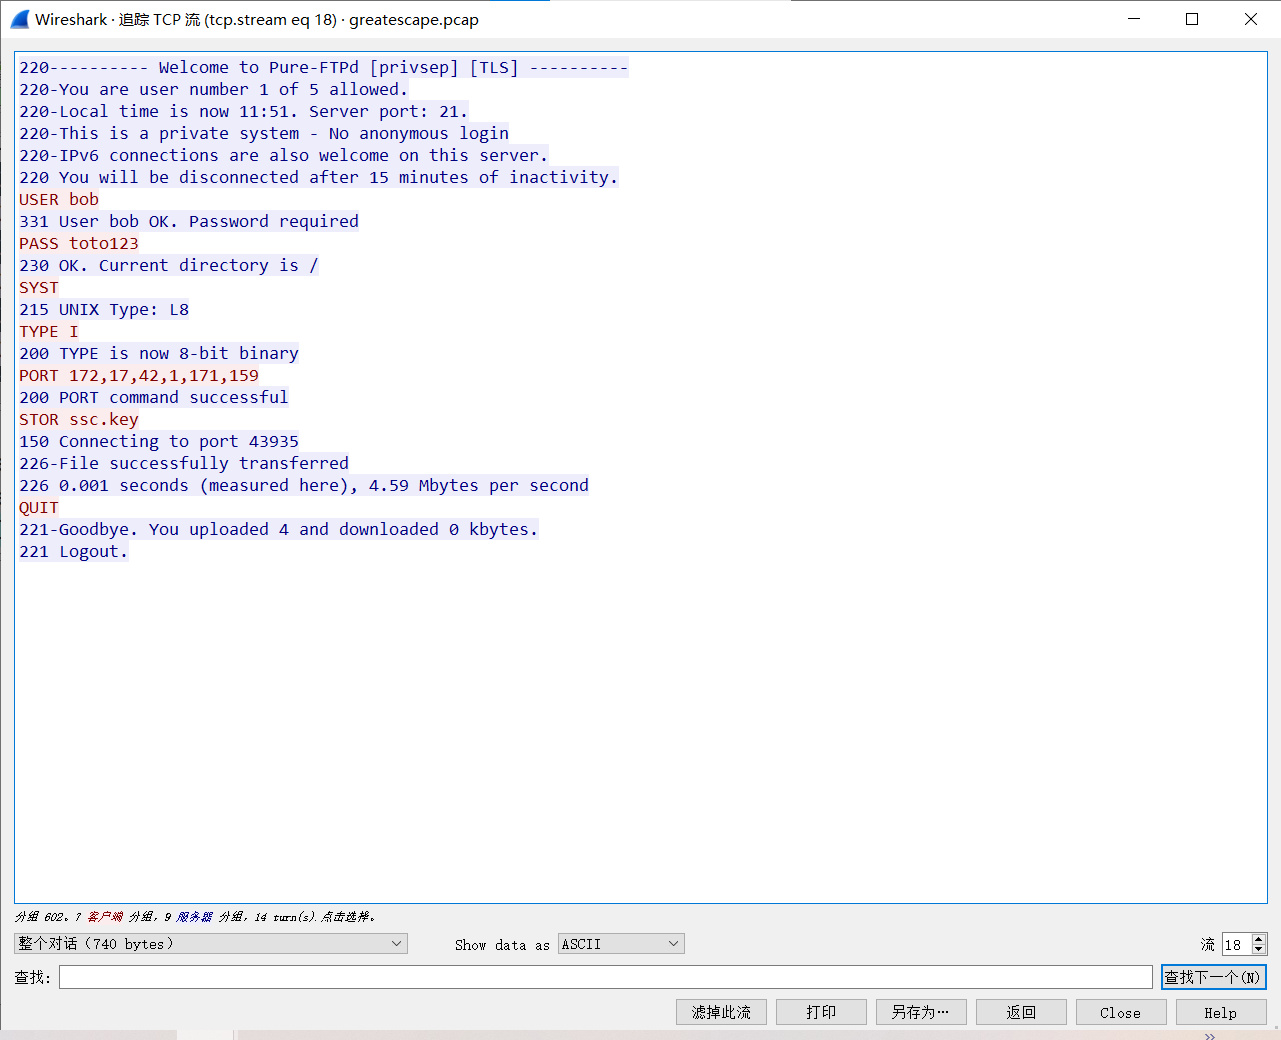 Wireshark · 追踪 TCP 流 (tcp.stream eq 18) · greatescape.pcap
220---------- Welcome to Pure-FTPd [privsep] [TLS] ----------
220-You are user number 1 of 5 allowed.
220-Local time is now 11:51. Server port: 21.
220-This is a private system - No anonymous login
220-IPv6 connections are also welcome on this server.
220 You will be disconnected after 15 minutes of inactivity.
USER bob
331 User bob OK. Password required
PASS toto123
230 OK. Current directory is /
SYST
215 UNIX Type: L8
TYPE I
200 TYPE is now 8-bit binary
PORT 172,17,42,1,171,159
200 PORT command successful
STOR ssc.key
150 Connecting to port 43935
226-File successfully transferred
226 0.001 seconds (measured here), 4.59 Mbytes per second
QUIT
221-Goodbye. You uploaded 4 and downloaded 0 kbytes.
221 Logout.
分组 602。7 客户端 分组，9 服务器 分组，14 turn(s).点击选择。
整个对话（740 bytes） Show data as ASCII 流 18
查找： 查找下一个(N)
滤掉此流 打印 另存为… 返回 Close Help